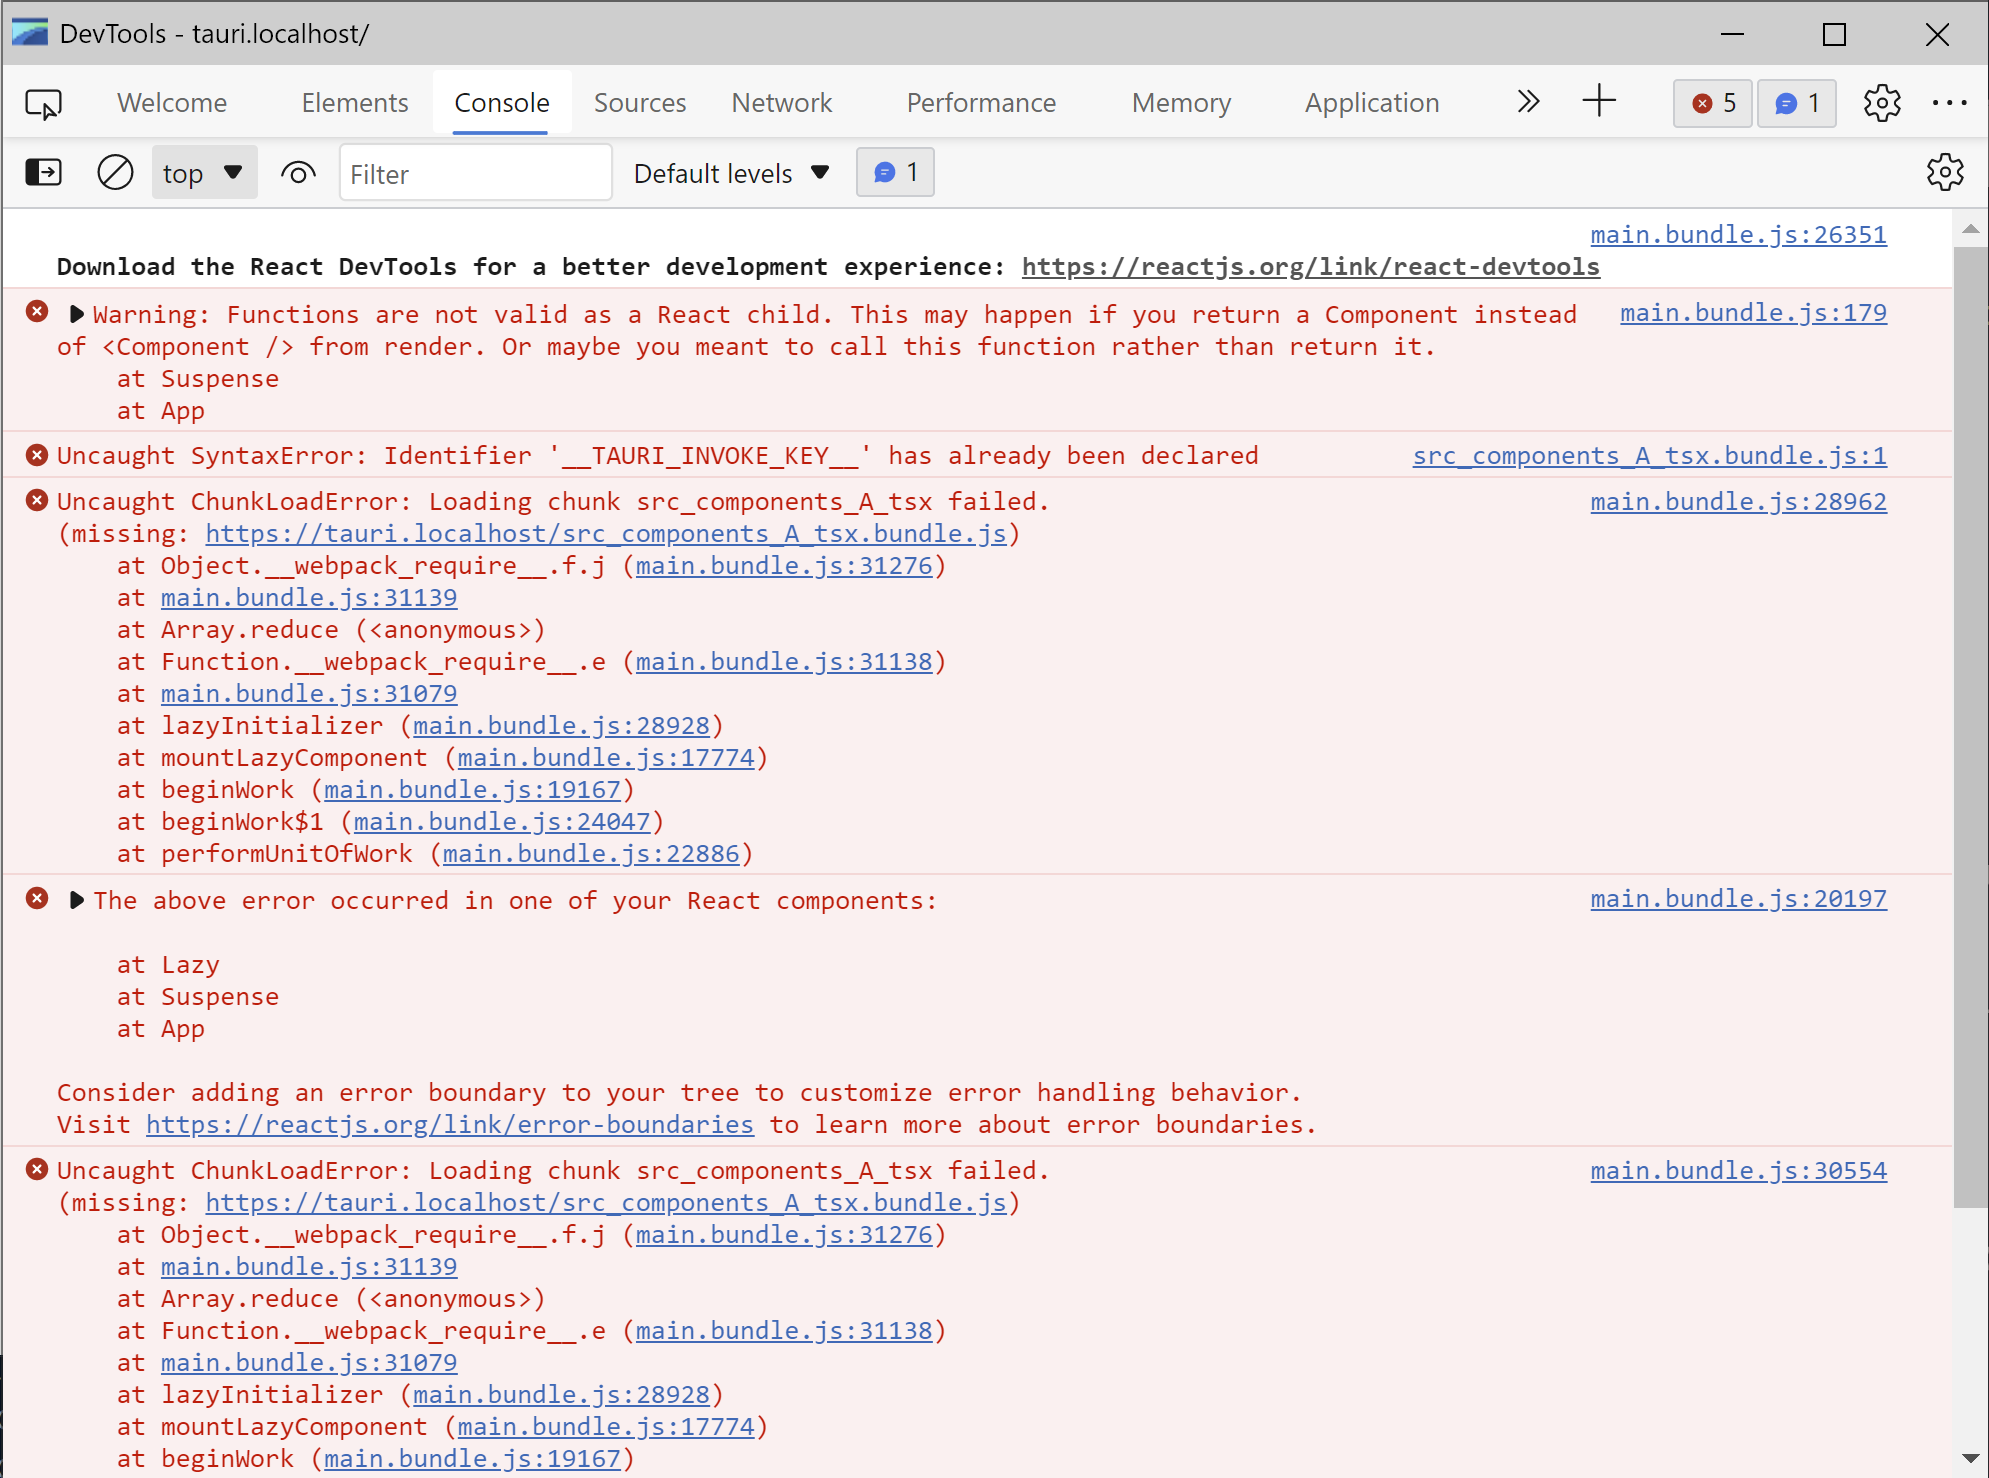 DevTools - tauri.localhost/
Welcome Elements Console Sources Network Performance Memory Application 5 1
top Filter Default levels 1
main.bundle.js:26351
Download the React DevTools for a better development experience: https://reactjs.org/link/react-devtools
Warning: Functions are not valid as a React child. This may happen if you return a Component instead main.bundle.js:179
of <Component /> from render. Or maybe you meant to call this function rather than return it.
at Suspense
at App
Uncaught SyntaxError: Identifier '__TAURI_INVOKE_KEY__' has already been declared src_components_A_tsx.bundle.js:1
Uncaught ChunkLoadError: Loading chunk src_components_A_tsx failed. main.bundle.js:28962
(missing: https://tauri.localhost/src_components_A_tsx.bundle.js)
at Object.__webpack_require__.f.j (main.bundle.js:31276)
at main.bundle.js:31139
at Array.reduce (<anonymous>)
at Function.__webpack_require__.e (main.bundle.js:31138)
at main.bundle.js:31079
at lazyInitializer (main.bundle.js:28928)
at mountLazyComponent (main.bundle.js:17774)
at beginWork (main.bundle.js:19167)
at beginWork$1 (main.bundle.js:24047)
at performUnitOfWork (main.bundle.js:22886)
The above error occurred in one of your React components: main.bundle.js:20197
at Lazy
at Suspense
at App
Consider adding an error boundary to your tree to customize error handling behavior.
Visit https://reactjs.org/link/error-boundaries to learn more about error boundaries.
Uncaught ChunkLoadError: Loading chunk src_components_A_tsx failed. main.bundle.js:30554
(missing: https://tauri.localhost/src_components_A_tsx.bundle.js)
at Object.__webpack_require__.f.j (main.bundle.js:31276)
at main.bundle.js:31139
at Array.reduce (<anonymous>)
at Function.__webpack_require__.e (main.bundle.js:31138)
at main.bundle.js:31079
at lazyInitializer (main.bundle.js:28928)
at mountLazyComponent (main.bundle.js:17774)
at beginWork (main.bundle.js:19167)